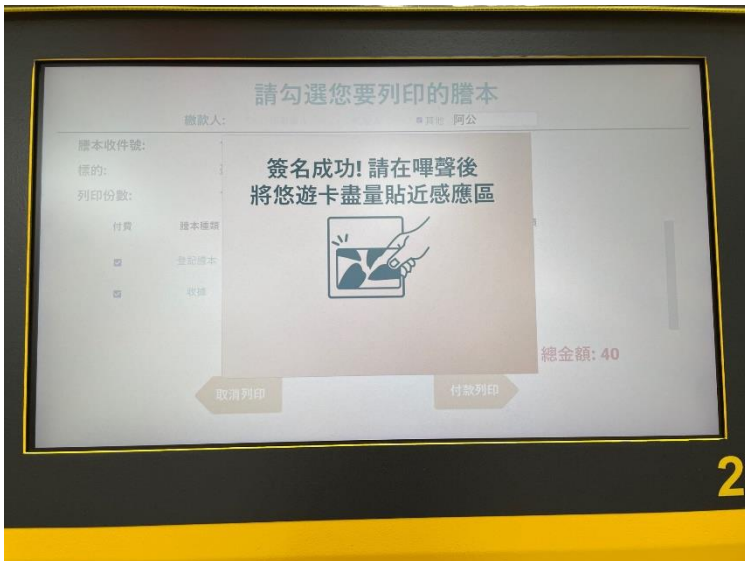 請勾選您要列印的謄本
繳款人: 其他 阿公
謄本收件號:
標的:
列印份數:
簽名成功! 請在嗶聲後
將悠遊卡盡量貼近感應區
付費 謄本種類
登記謄本
收據
總金額: 40
取消列印 付款列印
2